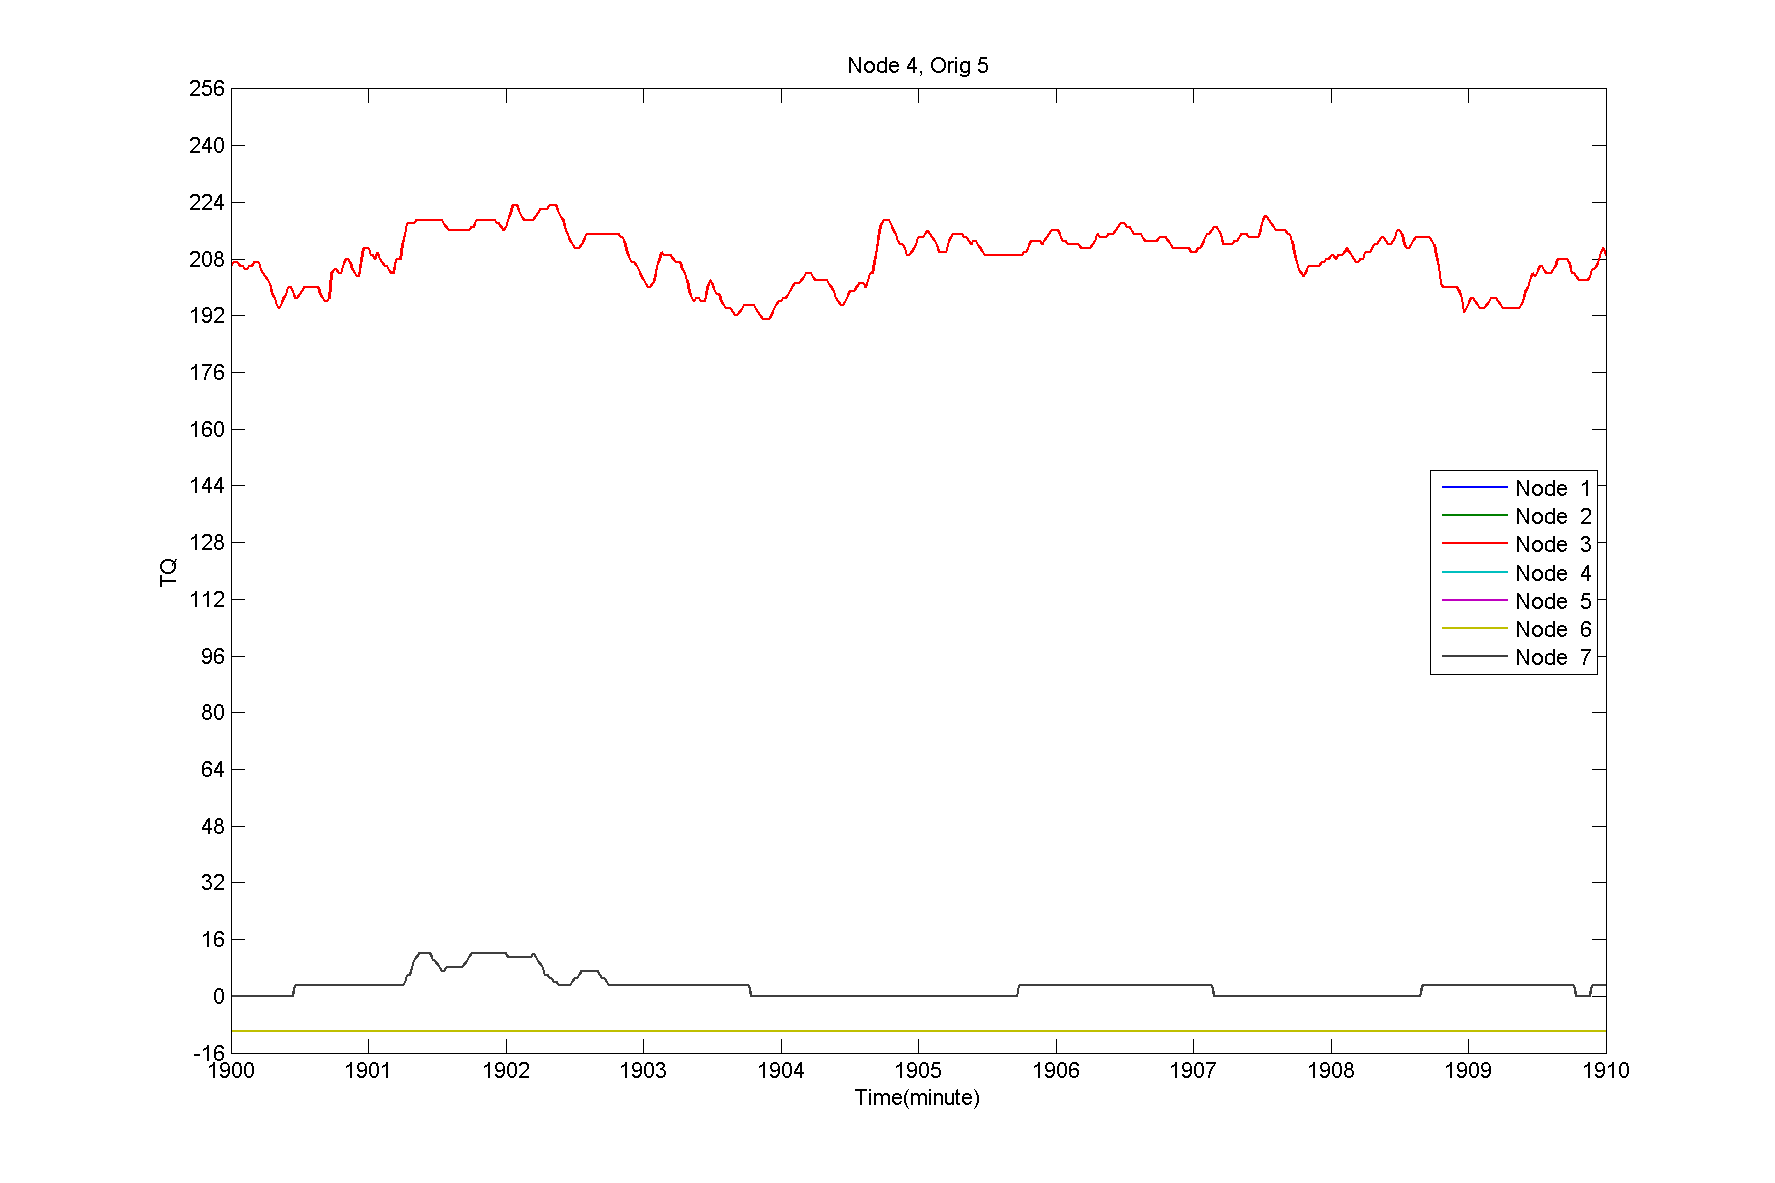 Node 4, Orig 5
256
240
224
208
192
176
160
144
128
112
96
80
64
48
32
16
0
-16
TQ
Node 1
Node 2
Node 3
Node 4
Node 5
Node 6
Node 7
1900 1901 1902 1903 1904 1905 1906 1907 1908 1909 1910
Time(minute)